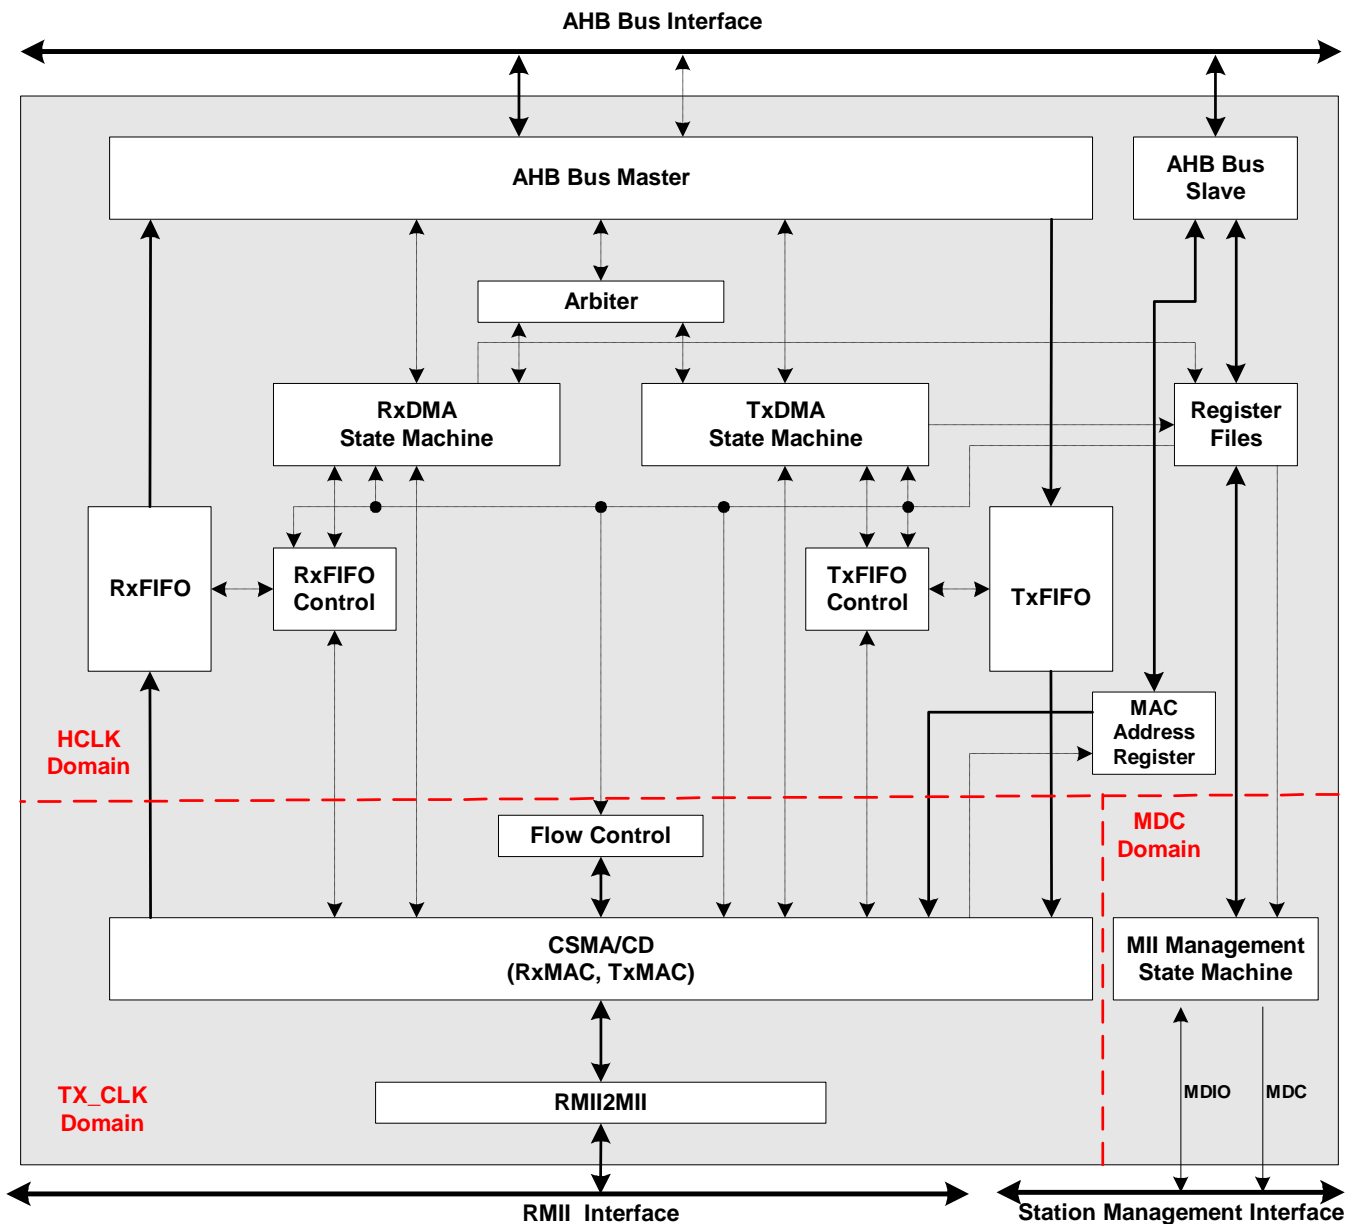 AHB Bus Interface
AHB Bus Master
AHB Bus
Slave
Arbiter
RxDMA
State Machine
TxDMA
State Machine
Register
Files
RxFIFO
RxFIFO
Control
TxFIFO
Control
TxFIFO
MAC
Address
Register
HCLK
Domain
Flow Control
MDC
Domain
CSMA/CD
(RxMAC, TxMAC)
MII Management
State Machine
TX_CLK
Domain
RMII2MII
MDIO
MDC
RMII Interface
Station Management Interface